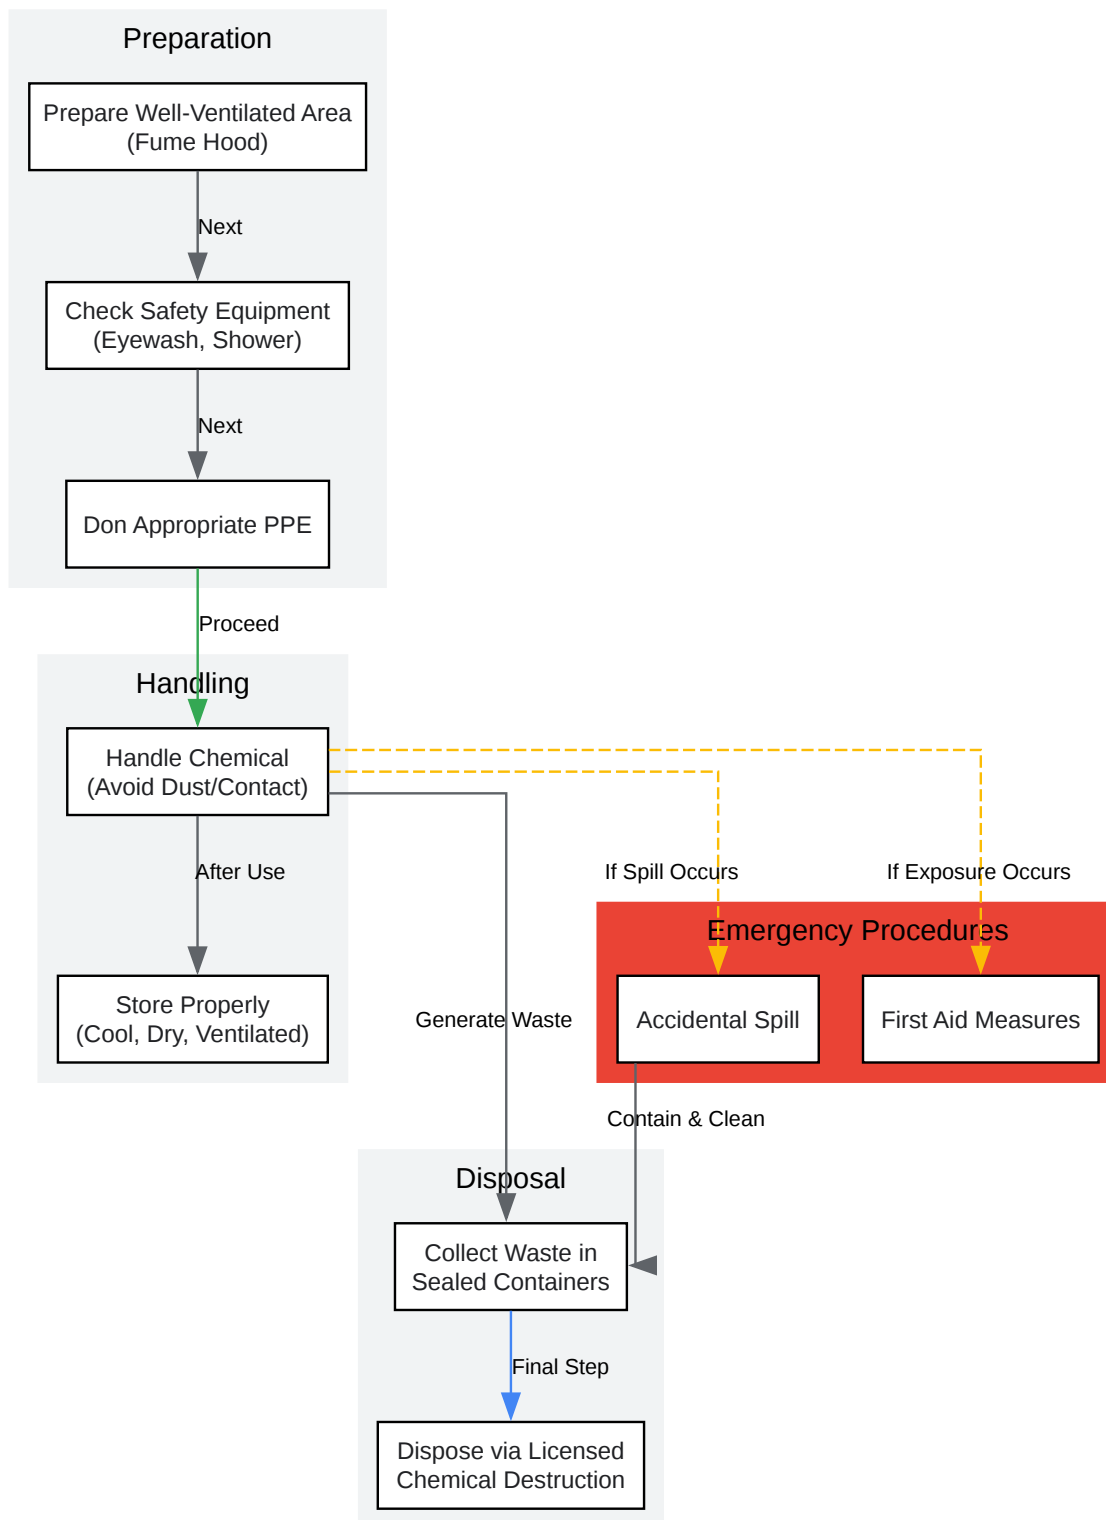 Preparation
Prepare Well-Ventilated Area
(Fume Hood)
Next
Check Safety Equipment
(Eyewash, Shower)
Next
Don Appropriate PPE
Proceed
Handling
Handle Chemical
(Avoid Dust/Contact)
After Use
If Spill Occurs
If Exposure Occurs
Emergency Procedures
Store Properly
(Cool, Dry, Ventilated)
Generate Waste
Accidental Spill
First Aid Measures
Contain & Clean
Disposal
Collect Waste in
Sealed Containers
Final Step
Dispose via Licensed
Chemical Destruction